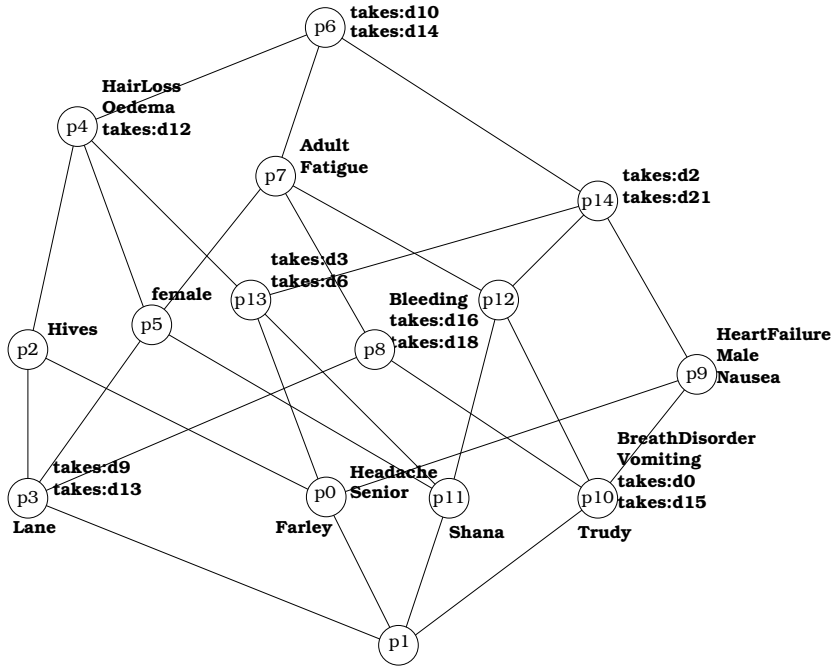 p6
takes:d10
takes:d14
HairLoss
Oedema
takes:d12
p4
Adult
Fatigue
p7
takes:d2
takes:d21
p14
takes:d3
takes:d6
p13
female
p5
Bleeding
takes:d16
takes:d18
p12
Hives
p2
p8
HeartFailure
Male
Nausea
p9
BreathDisorder
Vomiting
takes:d0
takes:d15
takes:d9
takes:d13
p3
Lane
Headache
Senior
p0
Farley
p11
Shana
p10
Trudy
p1